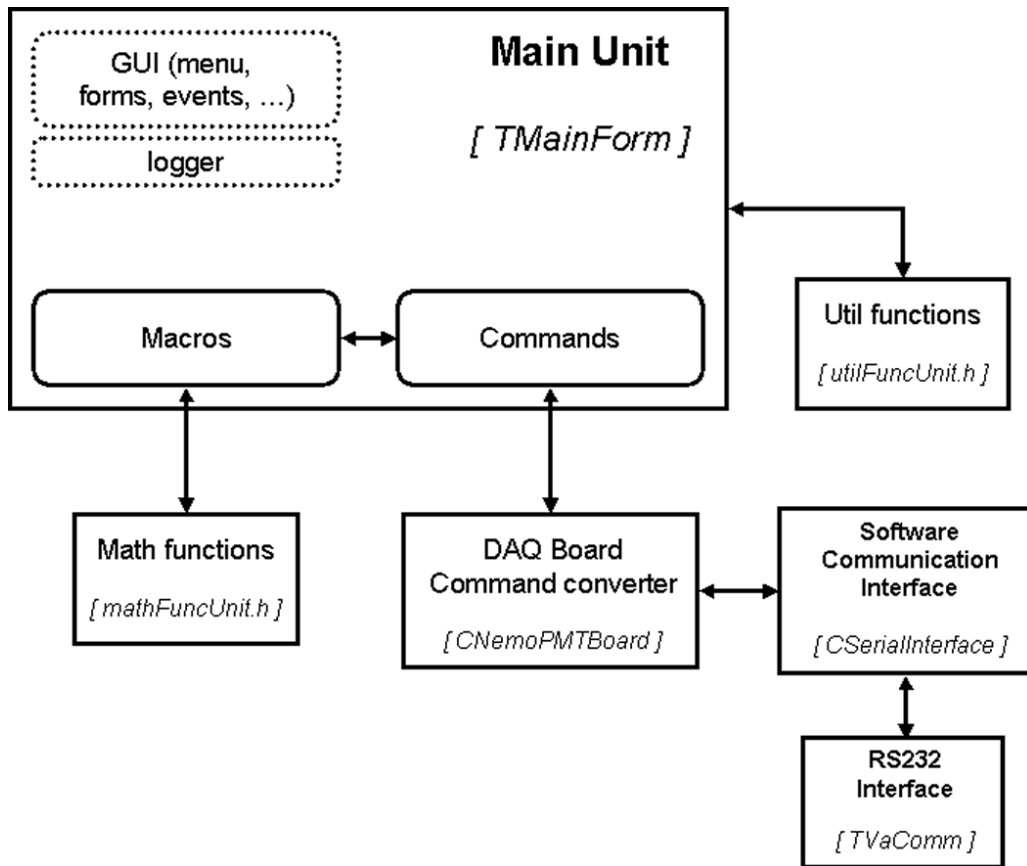 GUI (menu,
forms, events, ...)
logger
Main Unit
[ TMainForm ]
Macros
Commands
Util functions
[ utilFuncUnit.h ]
Math functions
[ mathFuncUnit.h ]
DAQ Board
Command converter
[ CNemoPMTBoard ]
Software
Communication
Interface
[ CSerialInterface ]
RS232
Interface
[ TVaComm ]